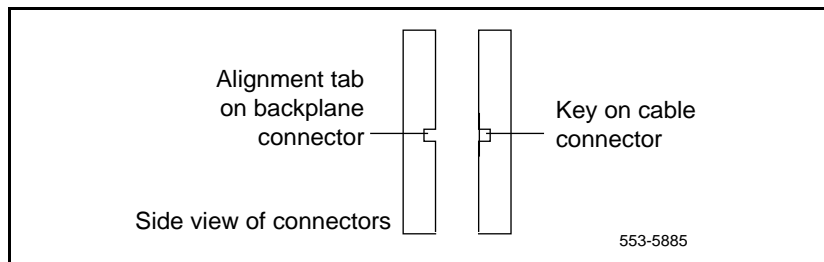 Alignment tab
on backplane
connector
Key on cable
connector
Side view of connectors
553-5885